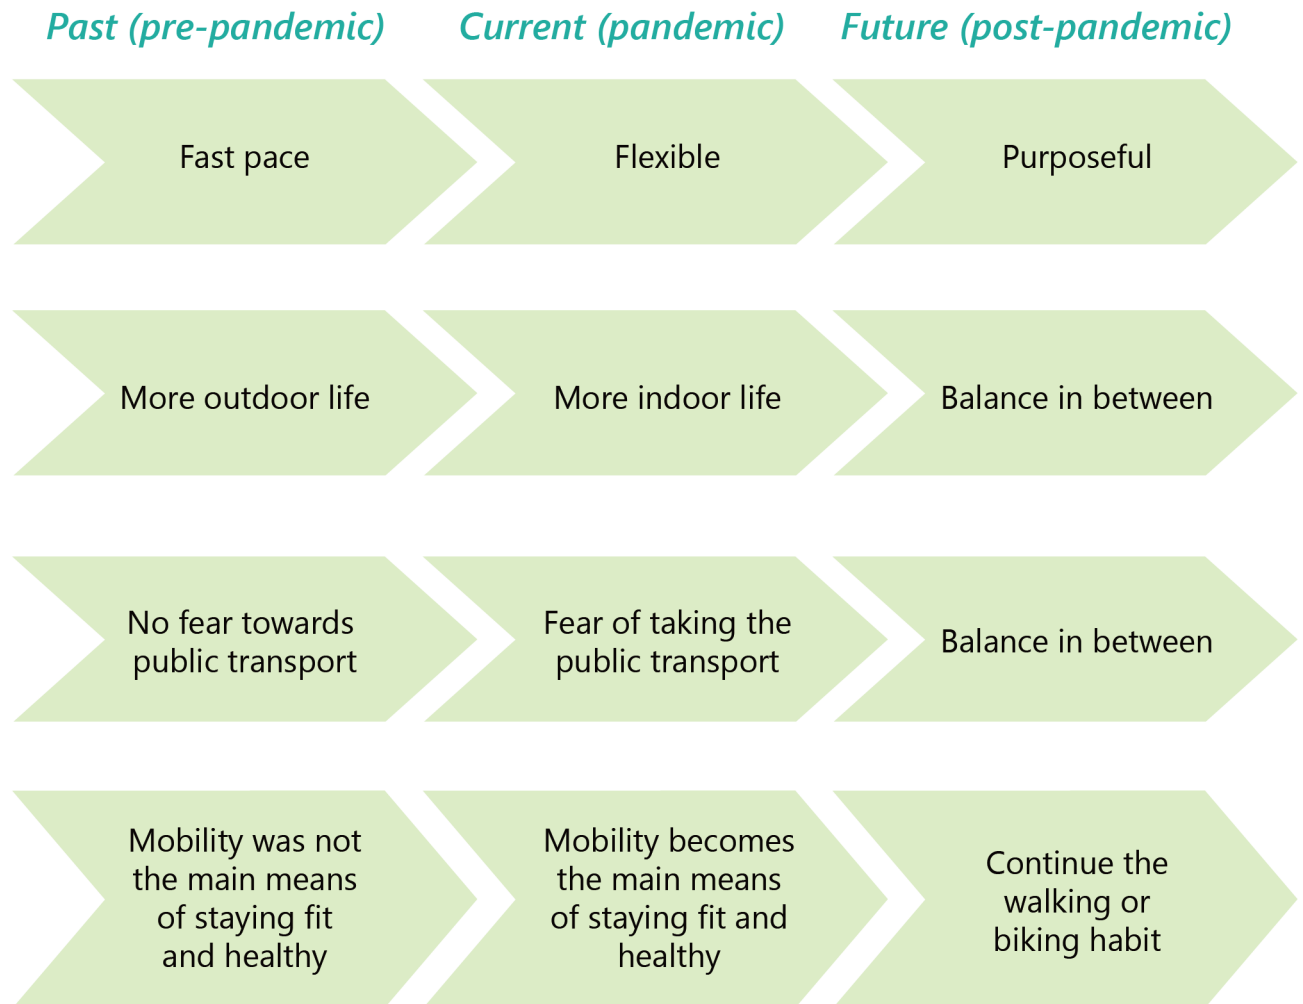 Past (pre-pandemic)
Current (pandemic)
Future (post-pandemic)
Fast pace
Flexible
Purposeful
More outdoor life
More indoor life
Balance in between
No fear towards
public transport
Fear of taking the
public transport
Balance in between
Mobility was not
the main means
of staying fit
and healthy
Mobility becomes
the main means
of staying fit and
healthy
Continue the
walking or
biking habit